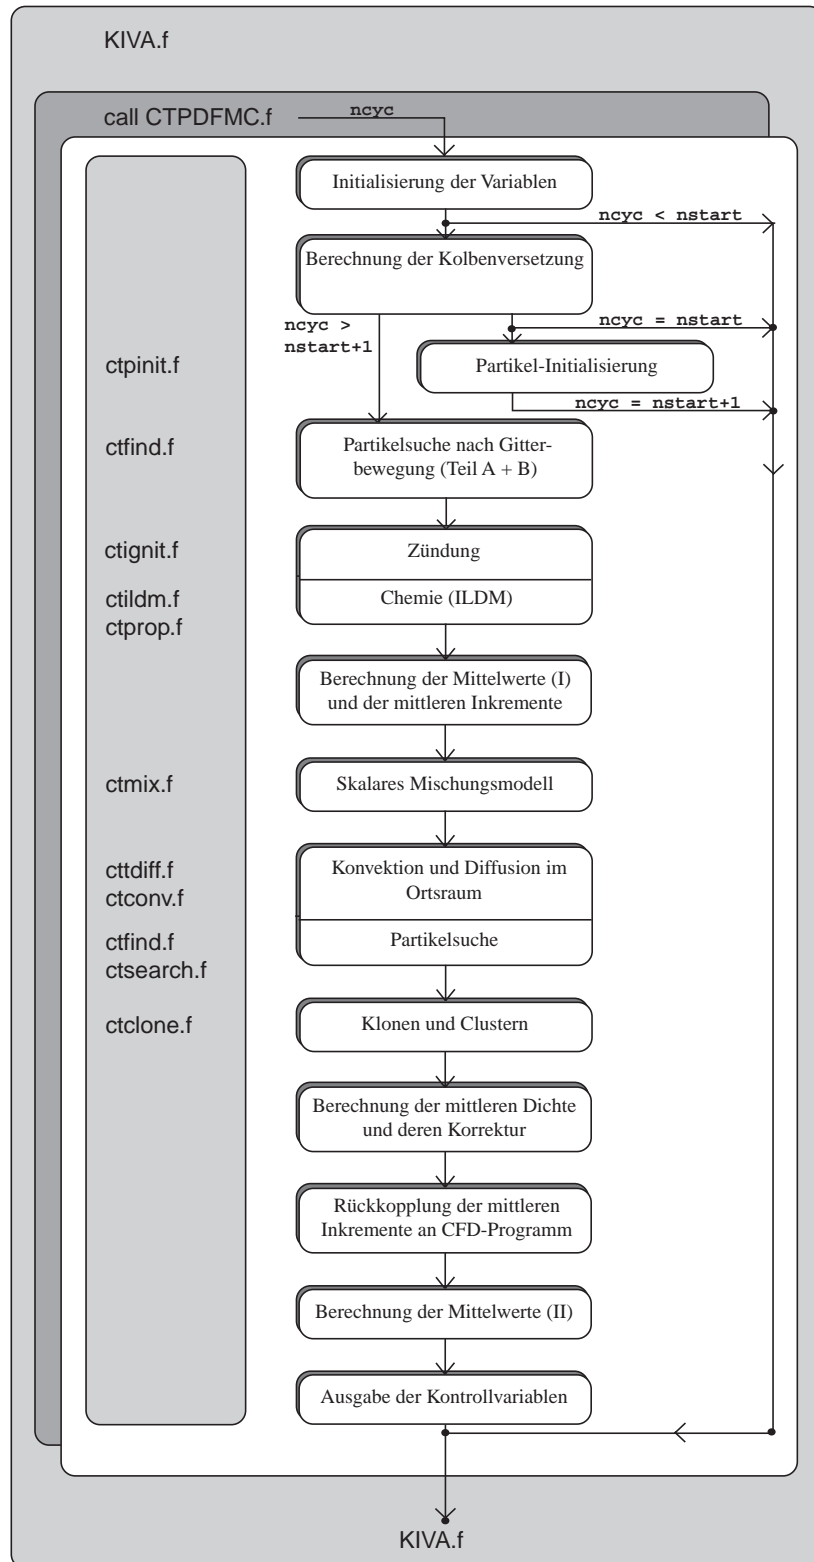 KIVA.f
call CTPDFMC.f
ncyc
Initialisierung der Variablen
ncyc < nstart
Berechnung der Kolbenversetzung
ncyc >
nstart+1
ncyc = nstart
ctpinit.f
Partikel-Initialisierung
ncyc = nstart+1
ctfind.f
Partikelsuche nach Gitter-
bewegung (Teil A + B)
ctignit.f
Zündung
ctildm.f
Chemie (ILDM)
ctprop.f
Berechnung der Mittelwerte (I)
und der mittleren Inkremente
ctmix.f
Skalares Mischungsmodell
cttdiff.f
Konvektion und Diffusion im
ctconv.f
Ortsraum
ctfind.f
Partikelsuche
ctsearch.f
ctclone.f
Klonen und Clustern
Berechnung der mittleren Dichte
und deren Korrektur
Rückkopplung der mittleren
Inkremente an CFD-Programm
Berechnung der Mittelwerte (II)
Ausgabe der Kontrollvariablen
KIVA.f